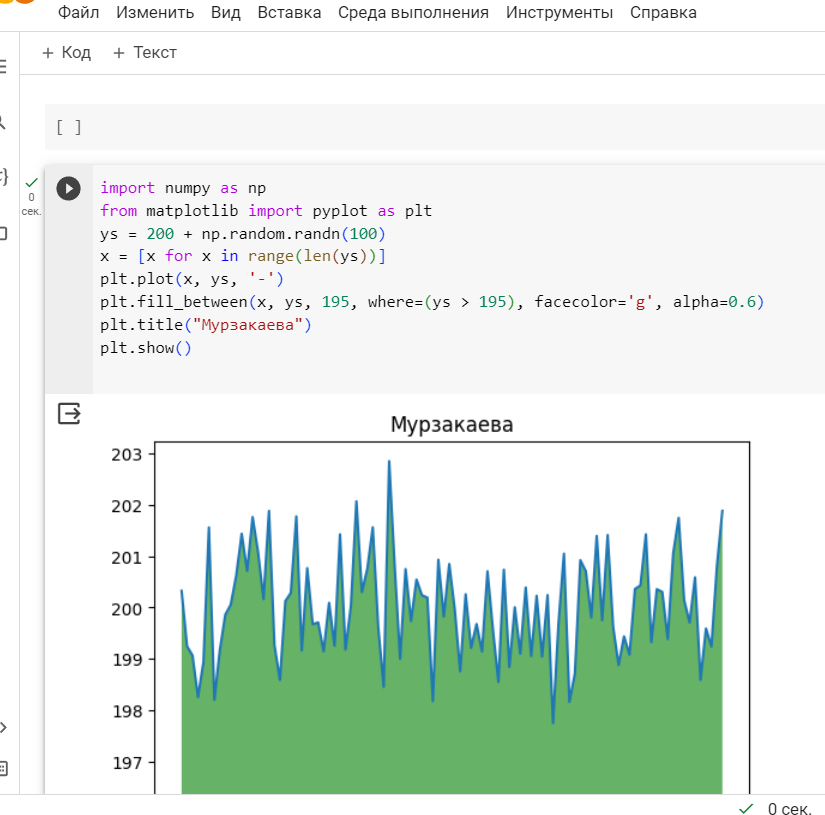 Файл Изменить Вид Вставка Среда выполнения Инструменты Справка
+ Код + Текст
[ ]
0
сек.
import numpy as np
from matplotlib import pyplot as plt
ys = 200 + np.random.randn(100)
x = [x for x in range(len(ys))]
plt.plot(x, ys, '-')
plt.fill_between(x, ys, 195, where=(ys > 195), facecolor='g', alpha=0.6)
plt.title("Мурзакаева")
plt.show()
Мурзакаева
203
202
201
200
199
198
197
0 сек.